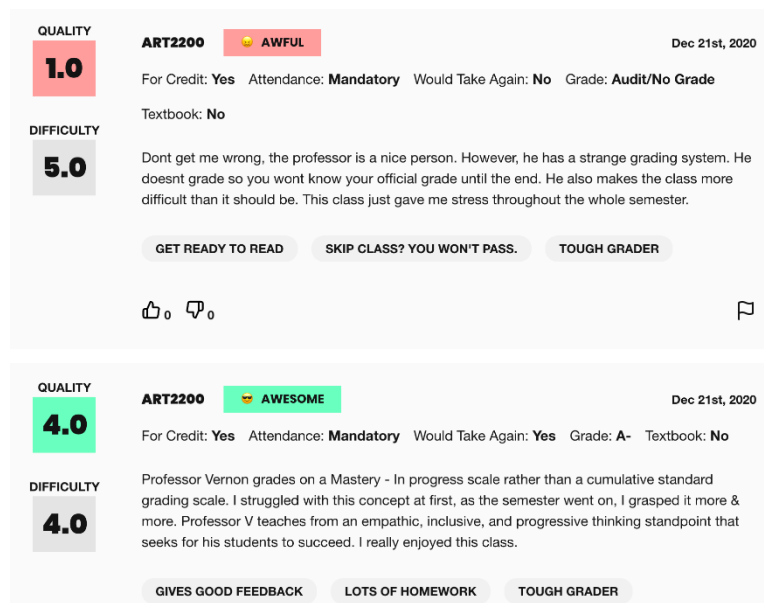 QUALITY
1.0
ART2200 AWFUL Dec 21st, 2020
For Credit: Yes Attendance: Mandatory Would Take Again: No Grade: Audit/No Grade
Textbook: No
DIFFICULTY
5.0
Dont get me wrong, the professor is a nice person. However, he has a strange grading system. He
doesnt grade so you wont know your official grade until the end. He also makes the class more
difficult than it should be. This class just gave me stress throughout the whole semester.
GET READY TO READ SKIP CLASS? YOU WON'T PASS. TOUGH GRADER
0 0
QUALITY
4.0
ART2200 AWESOME Dec 21st, 2020
For Credit: Yes Attendance: Mandatory Would Take Again: Yes Grade: A- Textbook: No
DIFFICULTY
4.0
Professor Vernon grades on a Mastery - In progress scale rather than a cumulative standard
grading scale. I struggled with this concept at first, as the semester went on, I grasped it more &
more. Professor V teaches from an empathic, inclusive, and progressive thinking standpoint that
seeks for his students to succeed. I really enjoyed this class.
GIVES GOOD FEEDBACK LOTS OF HOMEWORK TOUGH GRADER